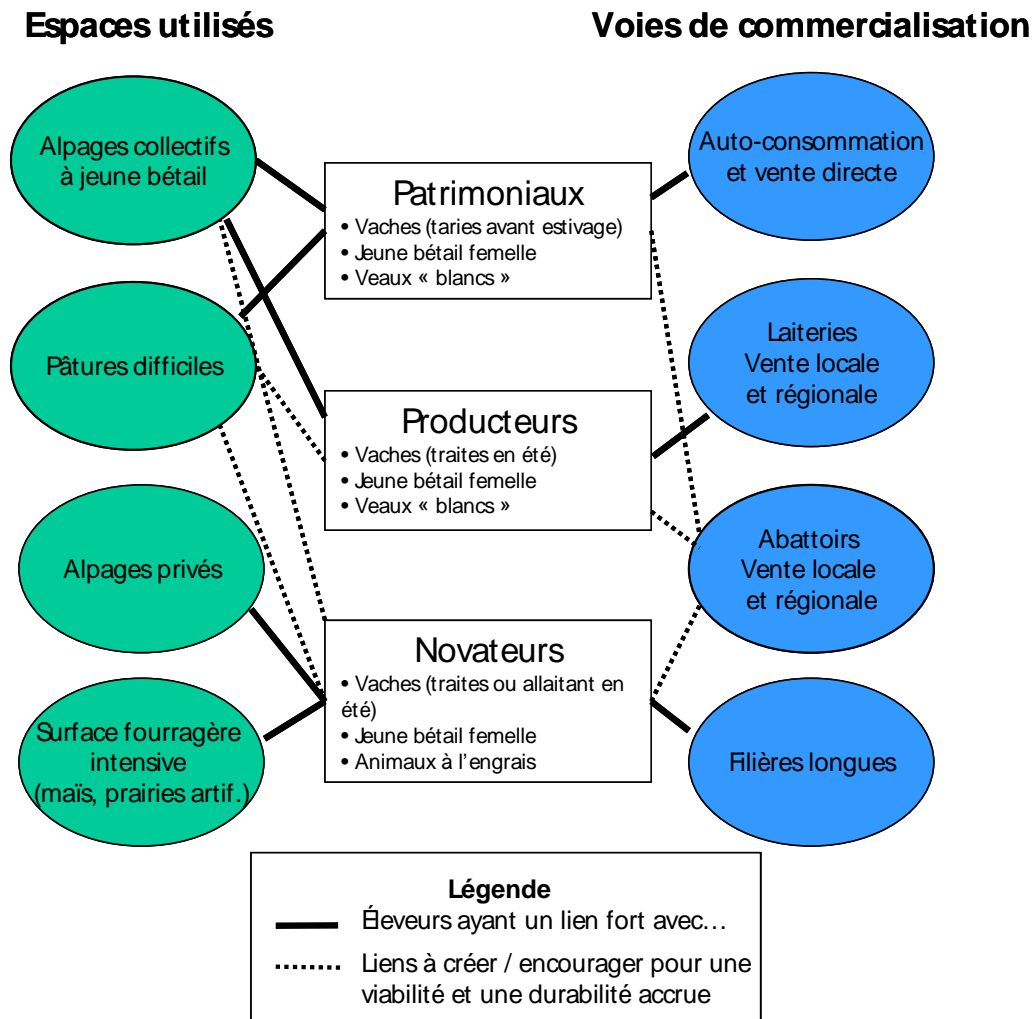 Espaces utilisés
Voies de commercialisation
Alpages collectifs
à jeune bétail
Pâtures difficiles
Alpages privés
Surface fourragère
intensive
(maïs, prairies artif.)
Patrimoniaux
• Vaches (taries avant estivage)
• Jeune bétail femelle
• Veaux « blancs »
Producteurs
• Vaches (traites en été)
• Jeune bétail femelle
• Veaux « blancs »
Novateurs
• Vaches (traites ou allaitant en
été)
• Jeune bétail femelle
• Animaux à l'engrais
Auto-consommation
et vente directe
Laiteries
Vente locale
et régionale
Abattoirs
Vente locale
et régionale
Filières longues
Légende
Éleveurs ayant un lien fort avec…
Liens à créer / encourager pour une
viabilité et une durabilité accrue